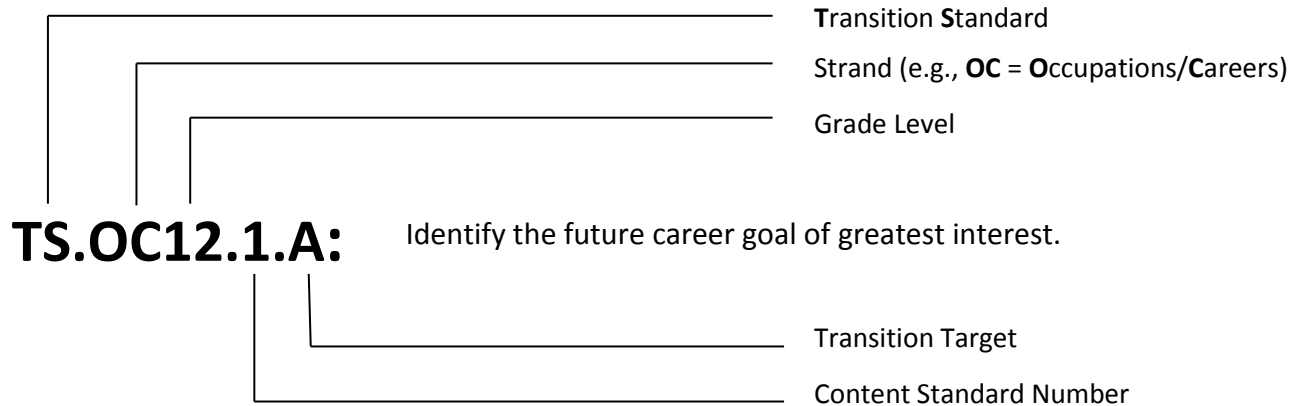 Transition Standard
Strand (e.g., OC = Occupations/Careers)
Grade Level
TS.OC12.1.A: Identify the future career goal of greatest interest.
Transition Target
Content Standard Number